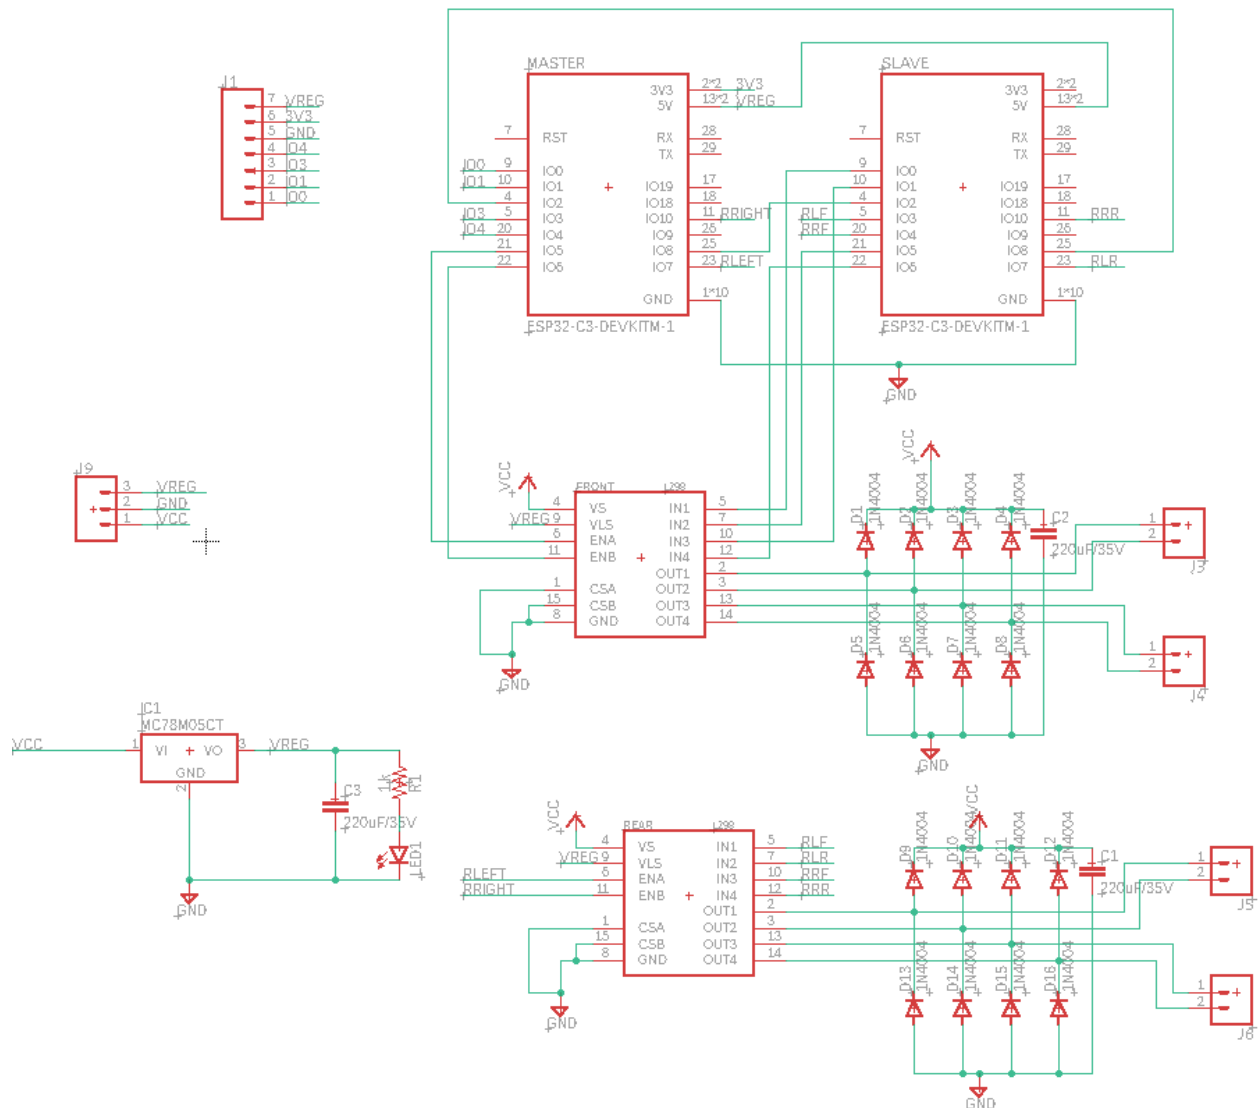 MASTER
SLAVE
J1
7 VREG
6 3V3
5 GND
4 IO4
3 IO3
2 IO1
1 IO0
3V3 2*2 3V3
5V 13*2 VREG
7 RST
RX 28
TX 29
IO0 9 IO0
IO1 10 IO1
4 IO2
IO3 5 IO3
IO4 20 IO4
21 IO5
22 IO6
IO19 17
IO18 18
IO10 11 RRIGHT
IO9 26
IO8 25
IO7 23 RLEFT
GND 1*10
ESP32-C3-DEVKITM-1
3V3 2*2
5V 13*2
7 RST
RX 28
TX 29
9 IO0
10 IO1
4 IO2
RLF 5 IO3
RRF 20 IO4
21 IO5
22 IO6
IO19 17
IO18 18
IO10 11 RRR
IO9 26
IO8 25
IO7 23 RLR
GND 1*10
ESP32-C3-DEVKITM-1
GND
J9
3 VREG
2 GND
1 VCC
VCC
FRONT L298
4 VS
VREG 9 VLS
6 ENA
11 ENB
1 CSA
15 CSB
8 GND
IN1 5
IN2 7
IN3 10
IN4 12
OUT1 2
OUT2 3
OUT3 13
OUT4 14
GND
VCC
D1 1N4004
D2 1N4004
D3 1N4004
D4 1N4004
C2
220uF/35V
D5 1N4004
D6 1N4004
D7 1N4004
D8 1N4004
GND
1
2
J3
1
2
J4
IC1
MC78M05CT
VCC 1 VI VO 3 VREG
GND
2
C3
220uF/35V
1k R1
LED1
GND
VCC
REAR L298
4 VS
VREG 9 VLS
RLEFT 6 ENA
RRIGHT 11 ENB
1 CSA
15 CSB
8 GND
IN1 5 RLF
IN2 7 RLR
IN3 10 RRF
IN4 12 RRR
OUT1 2
OUT2 3
OUT3 13
OUT4 14
GND
VCC
D9 1N4004
D10 1N4004
D11 1N4004
D12 1N4004
C1
220uF/35V
D13 1N4004
D14 1N4004
D15 1N4004
D16 1N4004
GND
1
2
J5
1
2
J6